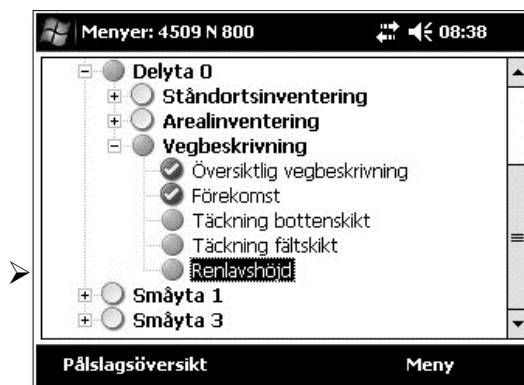 Menyer: 4509 N 800 08:38
Delyta 0
Ståndortsinventering
Arealinventering
Vegbeskrivning
Översiktlig vegbeskrivning
Förekomst
Täckning bottenskikt
Täckning fältskikt
Renlavshöjd
Småyta 1
Småyta 3
Pålslagsöversikt Meny